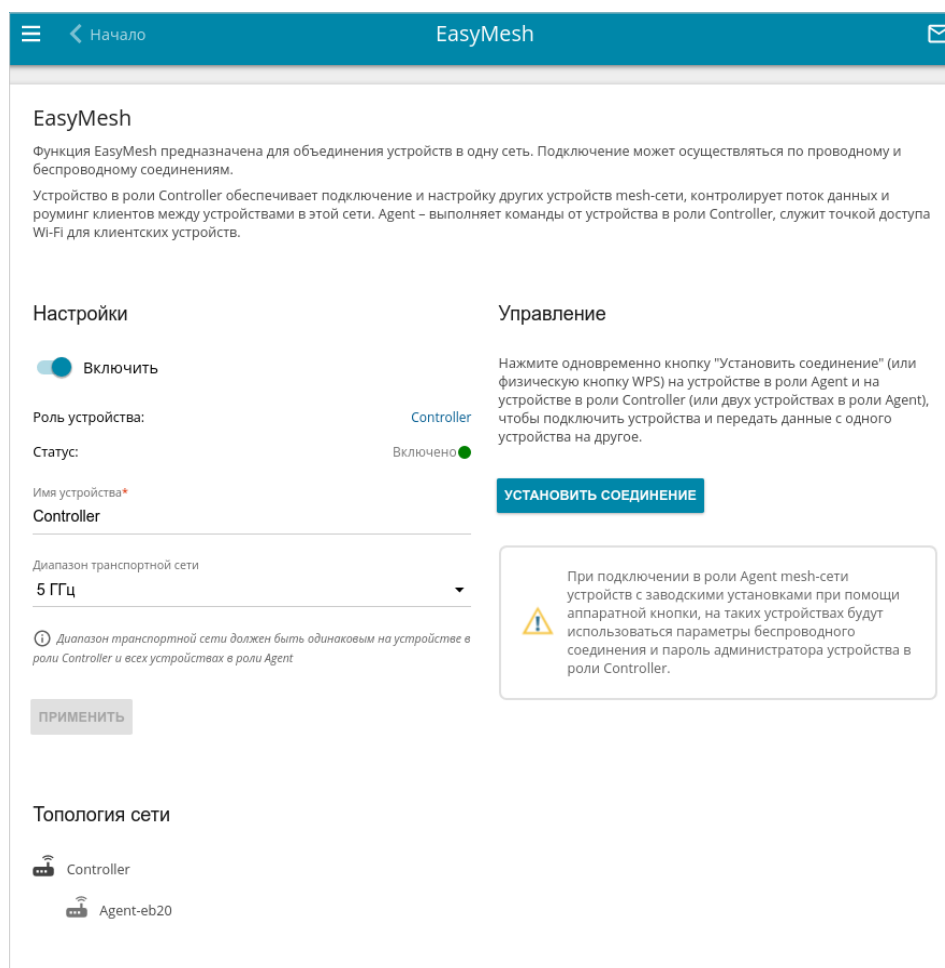 Начало
EasyMesh
EasyMesh
Функция EasyMesh предназначена для объединения устройств в одну сеть. Подключение может осуществляться по проводному и
беспроводному соединениям.
Устройство в роли Controller обеспечивает подключение и настройку других устройств mesh-сети, контролирует поток данных и
роуминг клиентов между устройствами в этой сети. Agent – выполняет команды от устройства в роли Controller, служит точкой доступа
Wi-Fi для клиентских устройств.
Настройки
Включить
Роль устройства:
Controller
Статус:
Включено
Имя устройства*
Controller
Диапазон транспортной сети
5 ГГц
Диапазон транспортной сети должен быть одинаковым на устройстве в
роли Controller и всех устройствах в роли Agent
ПРИМЕНИТЬ
Управление
Нажмите одновременно кнопку "Установить соединение" (или
физическую кнопку WPS) на устройстве в роли Agent и на
устройстве в роли Controller (или двух устройствах в роли Agent),
чтобы подключить устройства и передать данные с одного
устройства на другое.
УСТАНОВИТЬ СОЕДИНЕНИЕ
При подключении в роли Agent mesh-сети
устройств с заводскими установками при помощи
аппаратной кнопки, на таких устройствах будут
использоваться параметры беспроводного
соединения и пароль администратора устройства в
роли Controller.
Топология сети
Controller
Agent-eb20